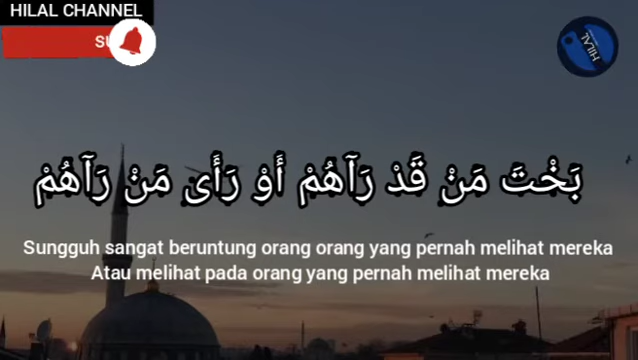 HILAL CHANNEL
SU
HILAL
بَخْتَ مَنْ قَدْ رَآهُمْ أَوْ رَأَى مَنْ رَآهُمْ
Sungguh sangat beruntung orang orang yang pernah melihat mereka
Atau melihat pada orang yang pernah melihat mereka